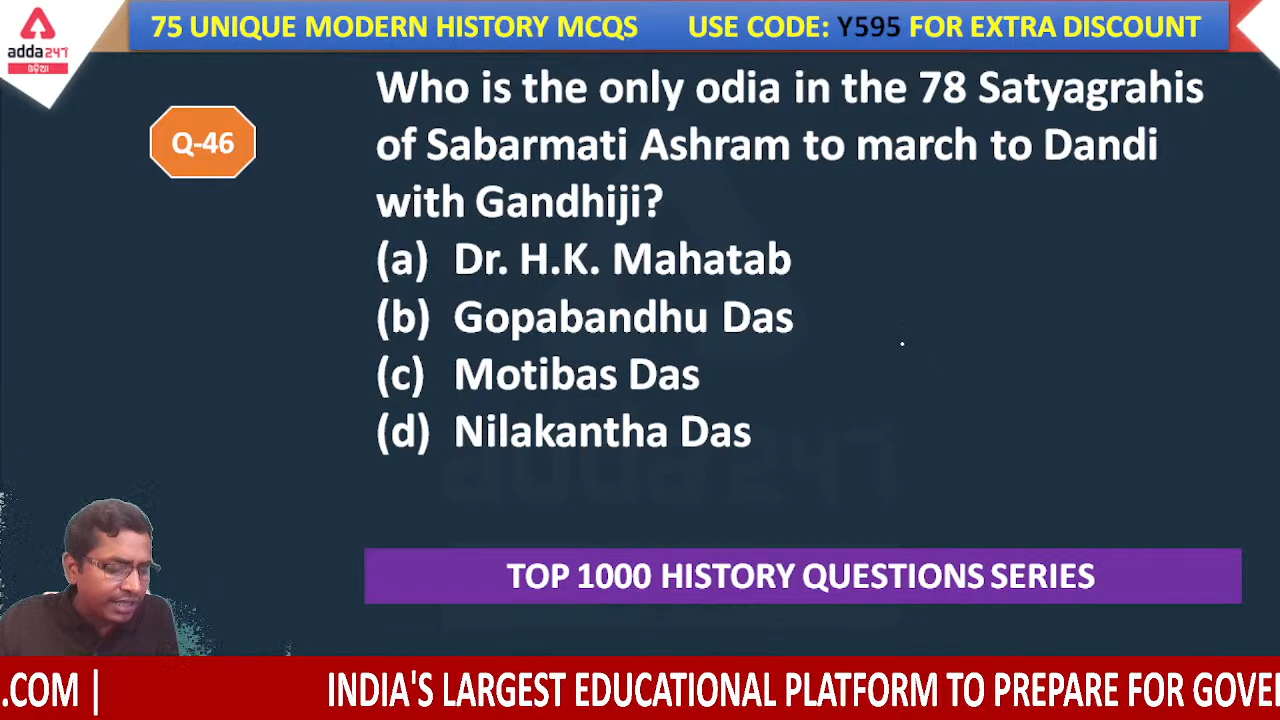 75 UNIQUE MODERN HISTORY MCQS USE CODE: Y595 FOR EXTRA DISCOUNT
adda247
ଓଡ଼ିଆ
Q-46
Who is the only odia in the 78 Satyagrahis
of Sabarmati Ashram to march to Dandi
with Gandhiji?
(a) Dr. H.K. Mahatab
(b) Gopabandhu Das
(c) Motibas Das
(d) Nilakantha Das
adda247
TOP 1000 HISTORY QUESTIONS SERIES
.COM | INDIA'S LARGEST EDUCATIONAL PLATFORM TO PREPARE FOR GOVE